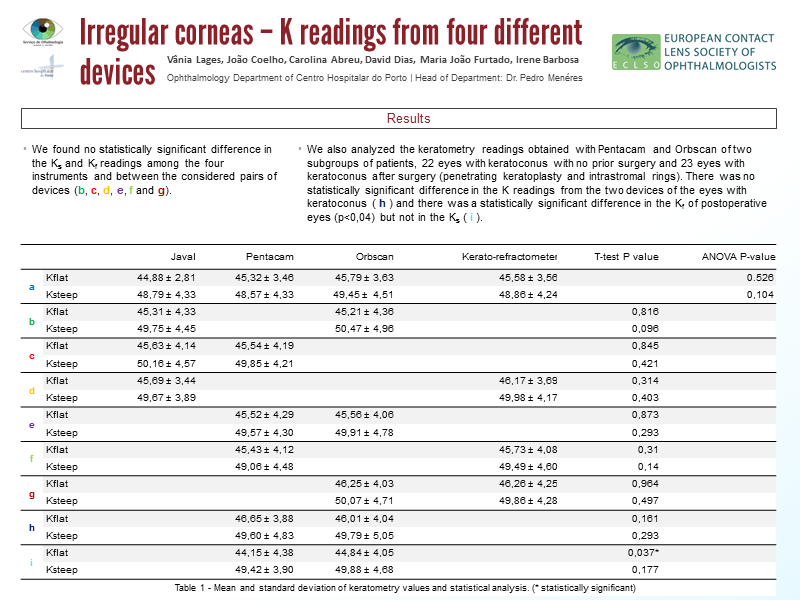 Irregular corneas – K readings from four different
devices
Vânia Lages, João Coelho, Carolina Abreu, David Dias, Maria João Furtado, Irene Barbosa
Ophthalmology Department of Centro Hospitalar do Porto | Head of Department: Dr. Pedro Menéres
Serviço de Oftalmologia
centro hospitalar
do Porto
ECLSO
EUROPEAN CONTACT
LENS SOCIETY OF
OPHTHALMOLOGISTS
Results
• We found no statistically significant difference in
the Ks and Kf readings among the four
instruments and between the considered pairs of
devices (b, c, d, e, f and g).
• We also analyzed the keratometry readings obtained with Pentacam and Orbscan of two
subgroups of patients, 22 eyes with keratoconus with no prior surgery and 23 eyes with
keratoconus after surgery (penetrating keratoplasty and intrastromal rings). There was no
statistically significant difference in the K readings from the two devices of the eyes with
keratoconus ( h ) and there was a statistically significant difference in the Kf of postoperative
eyes (p<0,04) but not in the Ks ( i ).
Javal Pentacam Orbscan Kerato-refractometer T-test P value ANOVA P-value
a
Kflat 44,88 ± 2,81 45,32 ± 3,46 45,79 ± 3,63 45,58 ± 3,56 0.526
Ksteep 48,79 ± 4,33 48,57 ± 4,33 49,45 ± 4,51 48,86 ± 4,24 0,104
b
Kflat 45,31 ± 4,33 45,21 ± 4,36 0,816
Ksteep 49,75 ± 4,45 50,47 ± 4,96 0,096
c
Kflat 45,63 ± 4,14 45,54 ± 4,19 0,845
Ksteep 50,16 ± 4,57 49,85 ± 4,21 0,421
d
Kflat 45,69 ± 3,44 46,17 ± 3,69 0,314
Ksteep 49,67 ± 3,89 49,98 ± 4,17 0,403
e
Kflat 45,52 ± 4,29 45,56 ± 4,06 0,873
Ksteep 49,57 ± 4,30 49,91 ± 4,78 0,293
f
Kflat 45,43 ± 4,12 45,73 ± 4,08 0,31
Ksteep 49,06 ± 4,48 49,49 ± 4,60 0,14
g
Kflat 46,25 ± 4,03 46,26 ± 4,25 0,964
Ksteep 50,07 ± 4,71 49,86 ± 4,28 0,497
h
Kflat 46,65 ± 3,88 46,01 ± 4,04 0,161
Ksteep 49,60 ± 4,83 49,79 ± 5,05 0,293
i
Kflat 44,15 ± 4,38 44,84 ± 4,05 0,037*
Ksteep 49,42 ± 3,90 49,88 ± 4,68 0,177
Table 1 - Mean and standard deviation of keratometry values and statistical analysis. (* statistically significant)